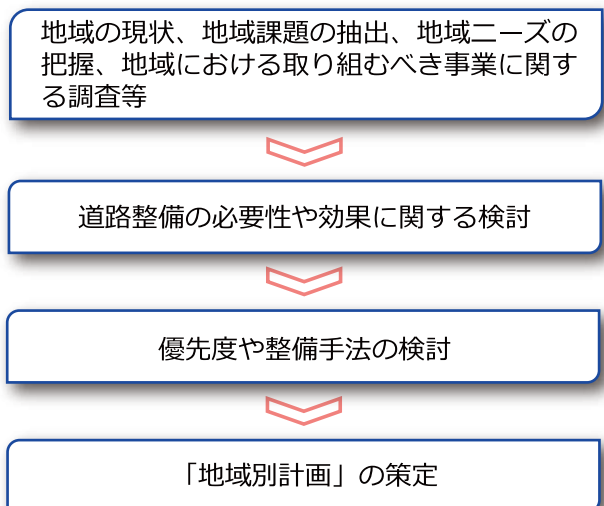 地域の現状、地域課題の抽出、地域ニーズの
把握、地域における取り組むべき事業に関す
る調査等
道路整備の必要性や効果に関する検討
優先度や整備手法の検討
「地域別計画」の策定